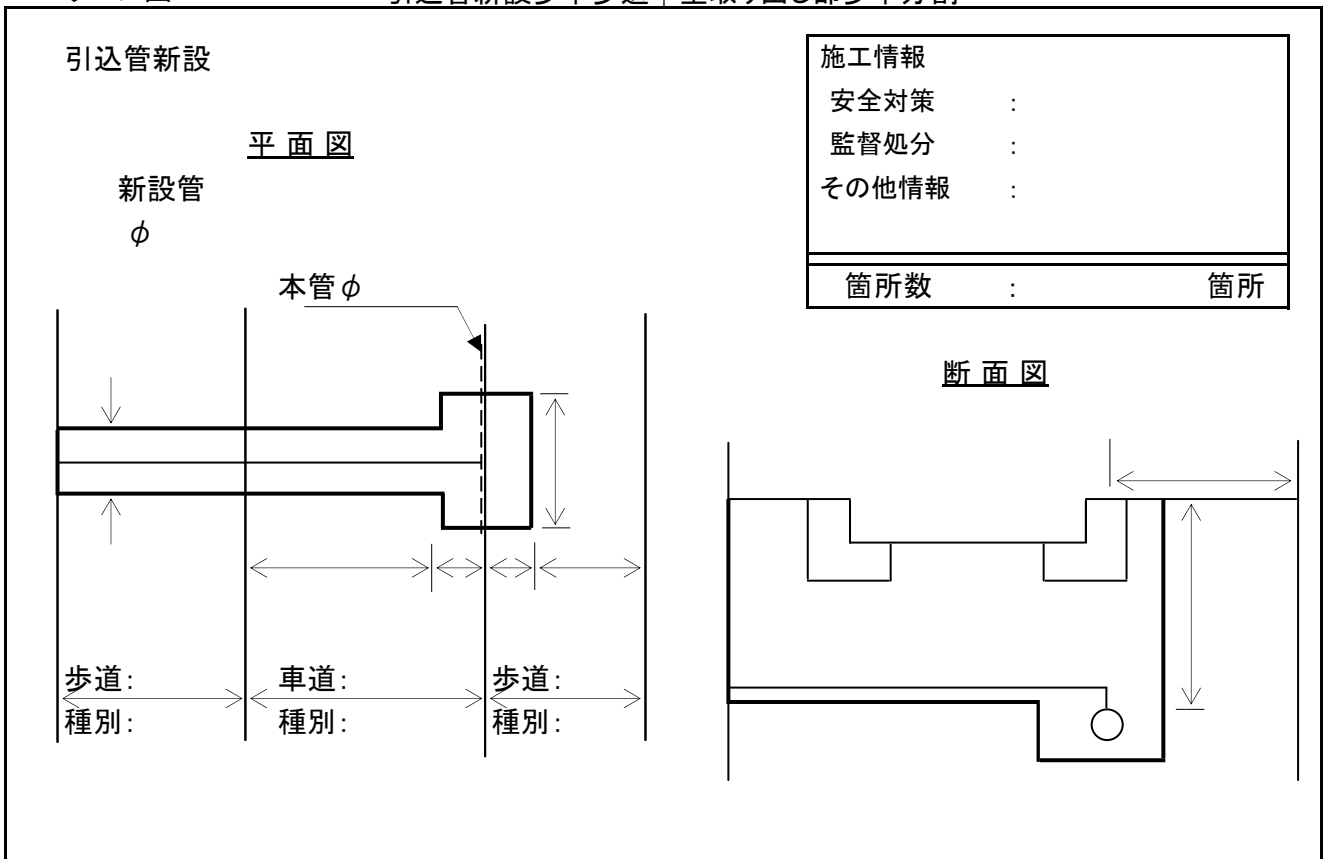 引込管新設
施工情報
安全対策 :
監督処分 :
その他情報 :
箇所数 : 箇所
平面図
新設管
φ
本管φ
断面図
歩道: 車道: 歩道:
種別: 種別: 種別: